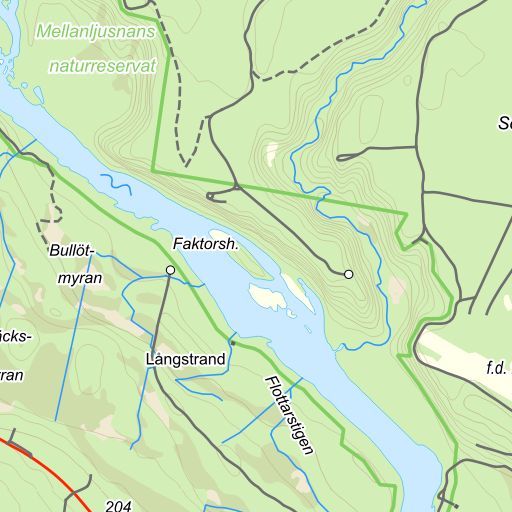 Mellanljusnans
naturreservat
Faktorsh.
Bullöt-
myran
Långstrand
Flottarstigen
f.d.
204